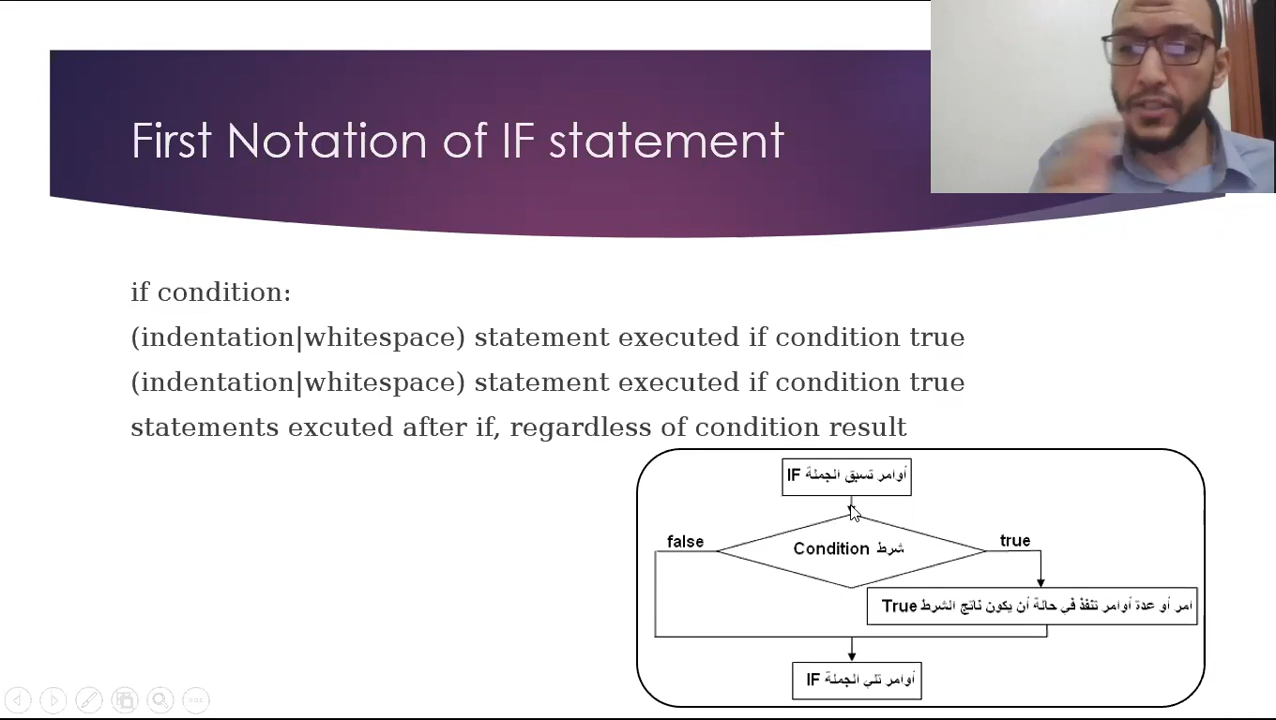 First Notation of IF statement
if condition:
(indentation|whitespace) statement executed if condition true
(indentation|whitespace) statement executed if condition true
statements excuted after if, regardless of condition result
أوامر تسبق الجملة IF
false
true
شرط Condition
امر أو عدة أوامر تنفذ في حالة أن يكون ناتج الشرط True
أوامر تلي الجملة IF